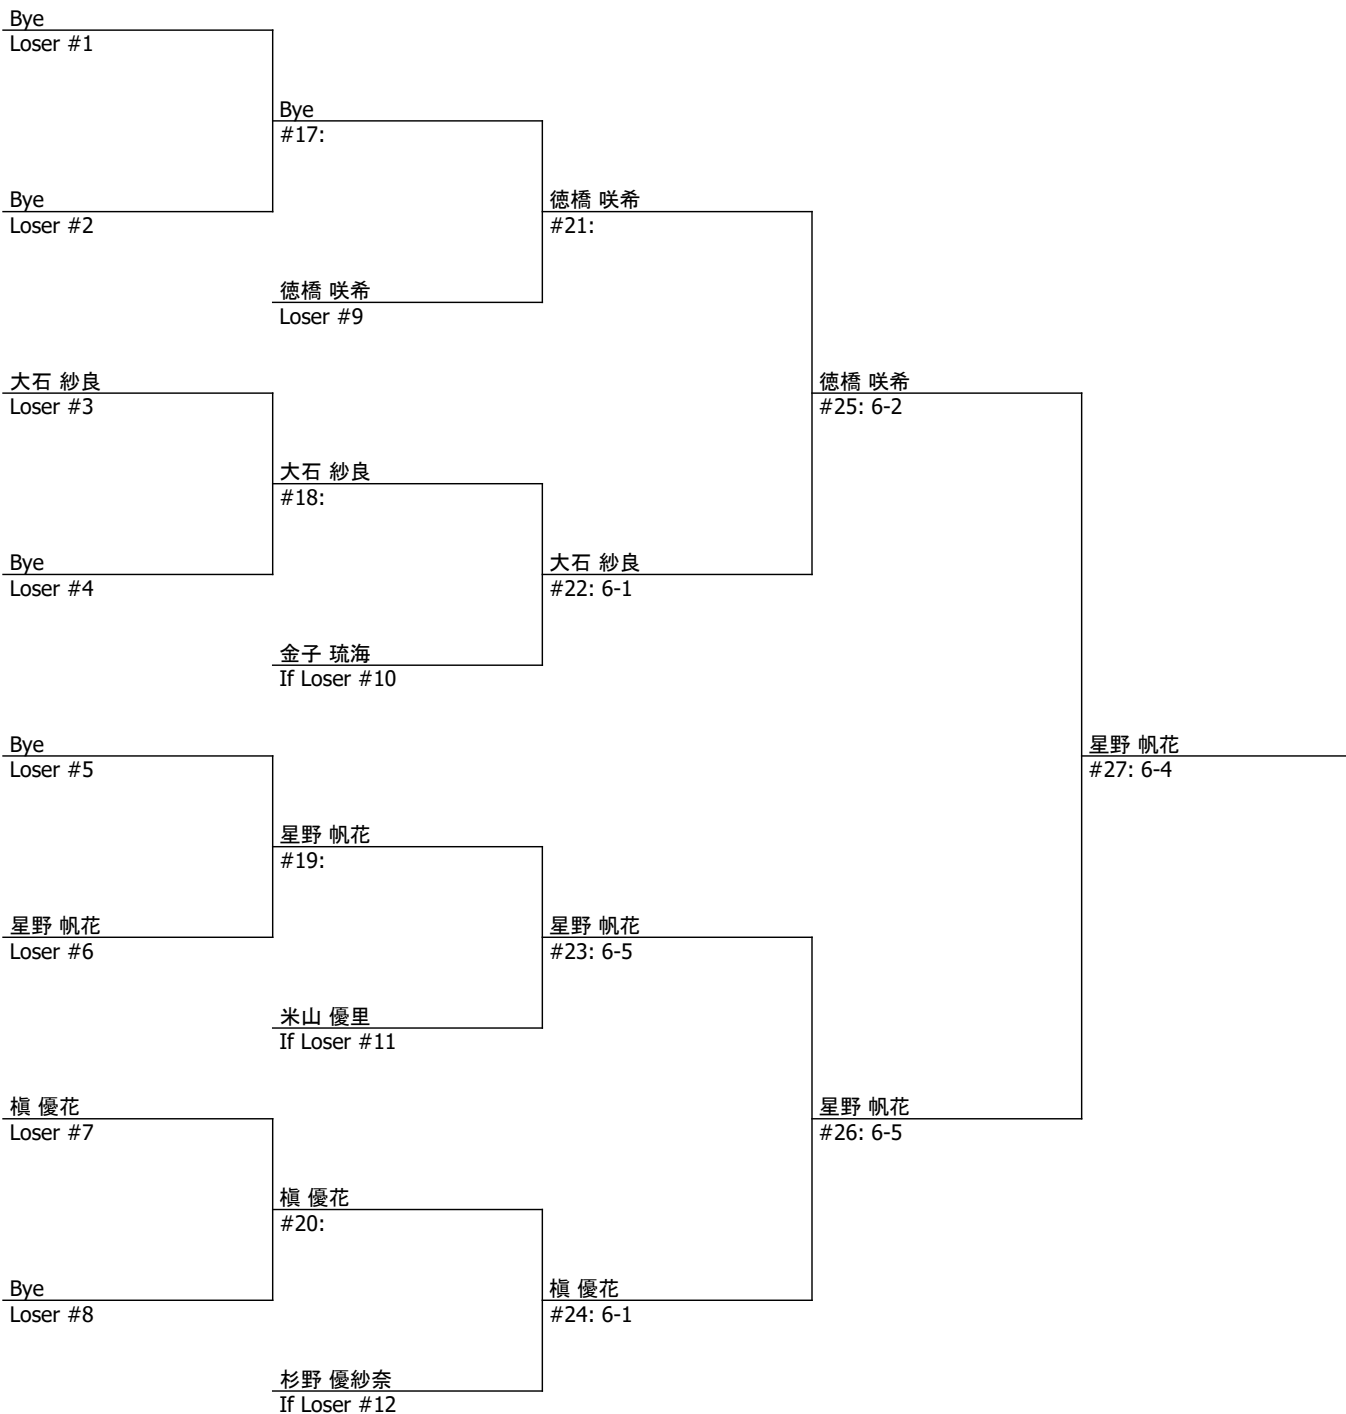 Bye
Loser #1
Bye
#17:
Bye
Loser #2
徳橋 咲希
#21:
徳橋 咲希
Loser #9
大石 紗良
Loser #3
徳橋 咲希
#25: 6-2
大石 紗良
#18:
Bye
Loser #4
大石 紗良
#22: 6-1
金子 琉海
If Loser #10
Bye
Loser #5
星野 帆花
#27: 6-4
星野 帆花
#19:
星野 帆花
Loser #6
星野 帆花
#23: 6-5
米山 優里
If Loser #11
槇 優花
Loser #7
星野 帆花
#26: 6-5
槇 優花
#20:
Bye
Loser #8
槇 優花
#24: 6-1
杉野 優紗奈
If Loser #12